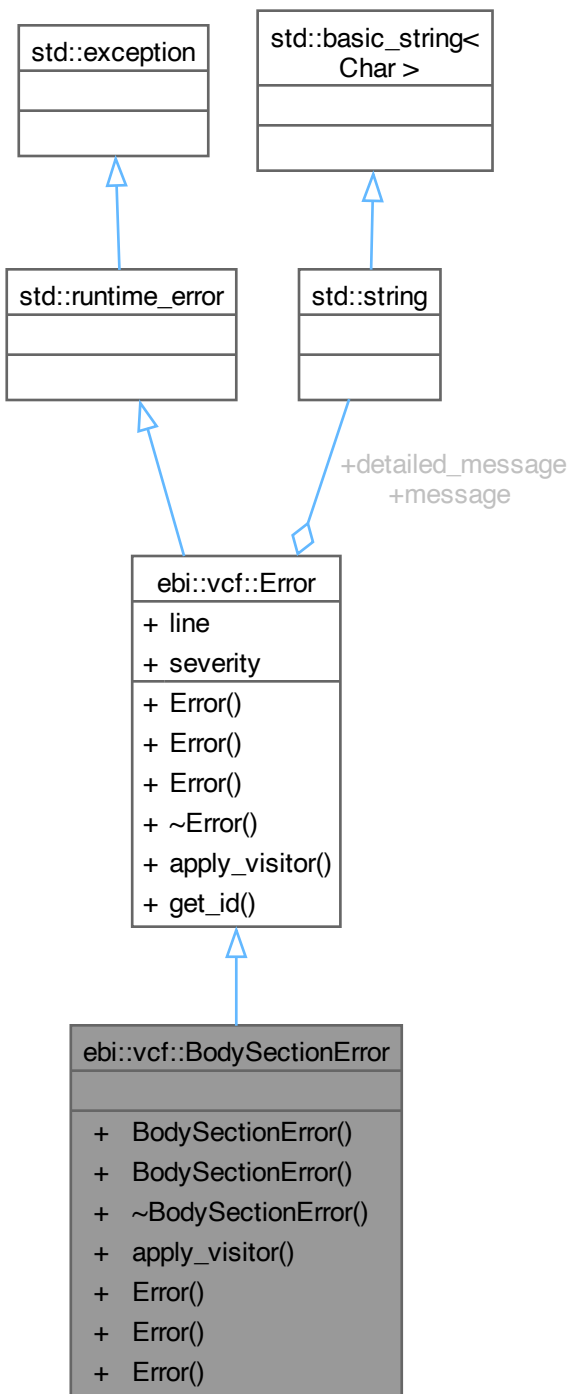 std::exception
std::basic_string<
Char >
std::runtime_error
std::string
+detailed_message
+message
ebi::vcf::Error
+ line
+ severity
+ Error()
+ Error()
+ Error()
+ ~Error()
+ apply_visitor()
+ get_id()
ebi::vcf::BodySectionError
+ BodySectionError()
+ BodySectionError()
+ ~BodySectionError()
+ apply_visitor()
+ Error()
+ Error()
+ Error()